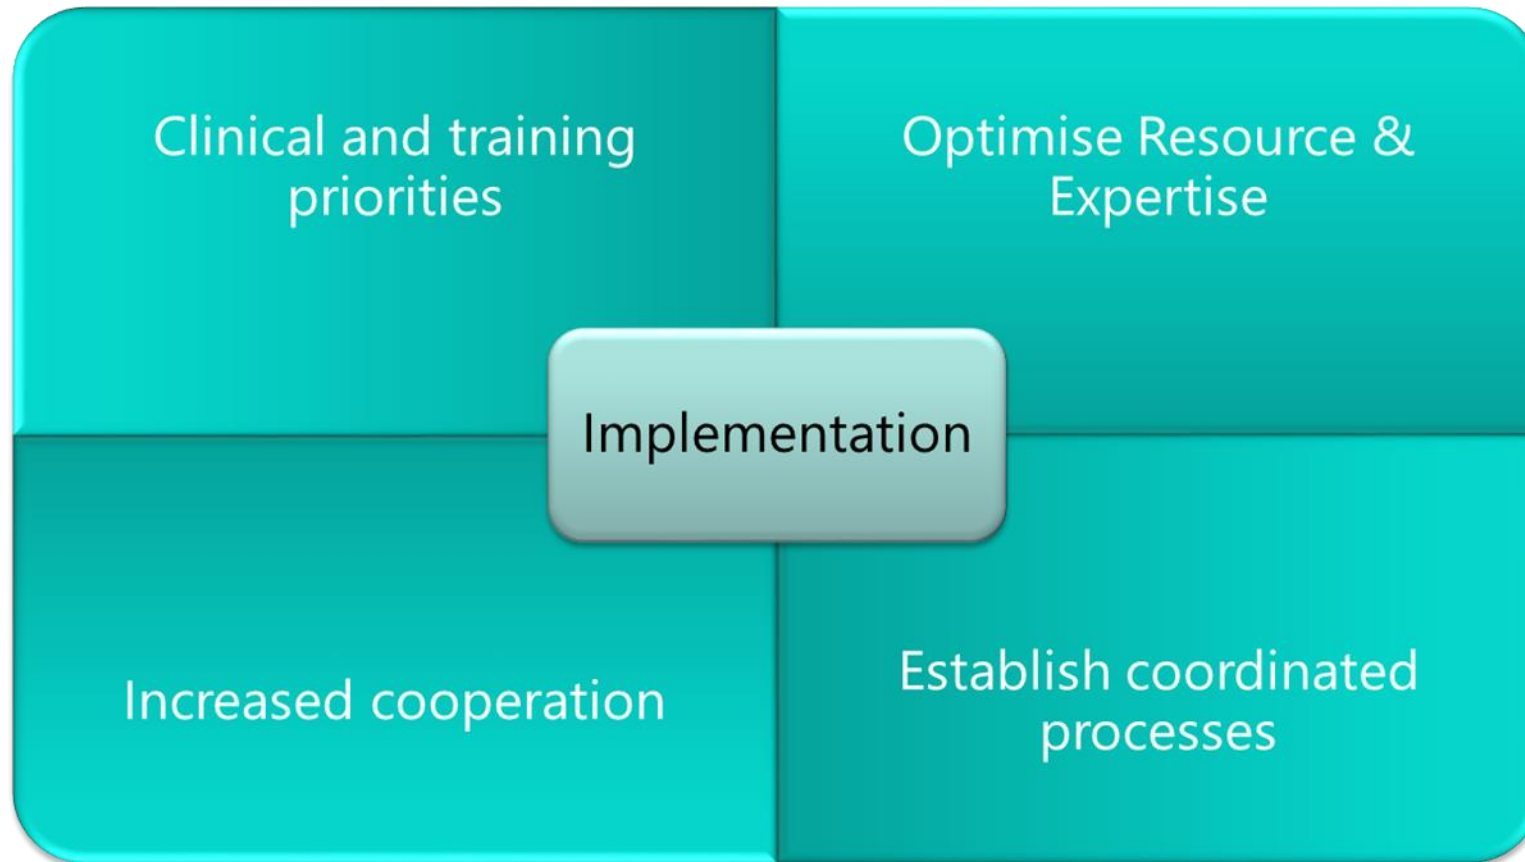 Clinical and training
priorities
Optimise Resource &
Expertise
Implementation
Increased cooperation
Establish coordinated
processes